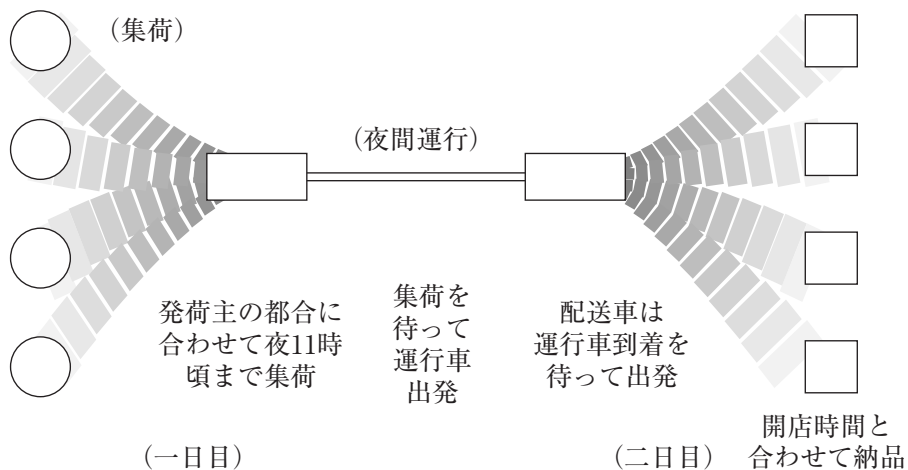 （集荷）
（夜間運行）
発荷主の都合に
合わせて夜11時
頃まで集荷
集荷を
待って
運行車
出発
配送車は
運行車到着を
待って出発
（一日目）
（二日目）
開店時間と
合わせて納品